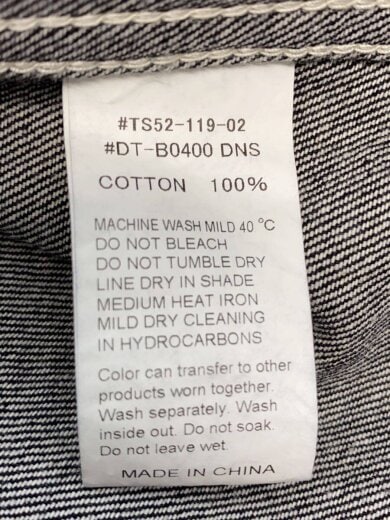 #TS52-119-02
#DT-B0400 DNS
COTTON 100%
MACHINE WASH MILD 40 °C
DO NOT BLEACH
DO NOT TUMBLE DRY
LINE DRY IN SHADE
MEDIUM HEAT IRON
MILD DRY CLEANING
IN HYDROCARBONS
Color can transfer to other
products worn together.
Wash separately. Wash
inside out. Do not soak.
Do not leave wet.
MADE IN CHINA